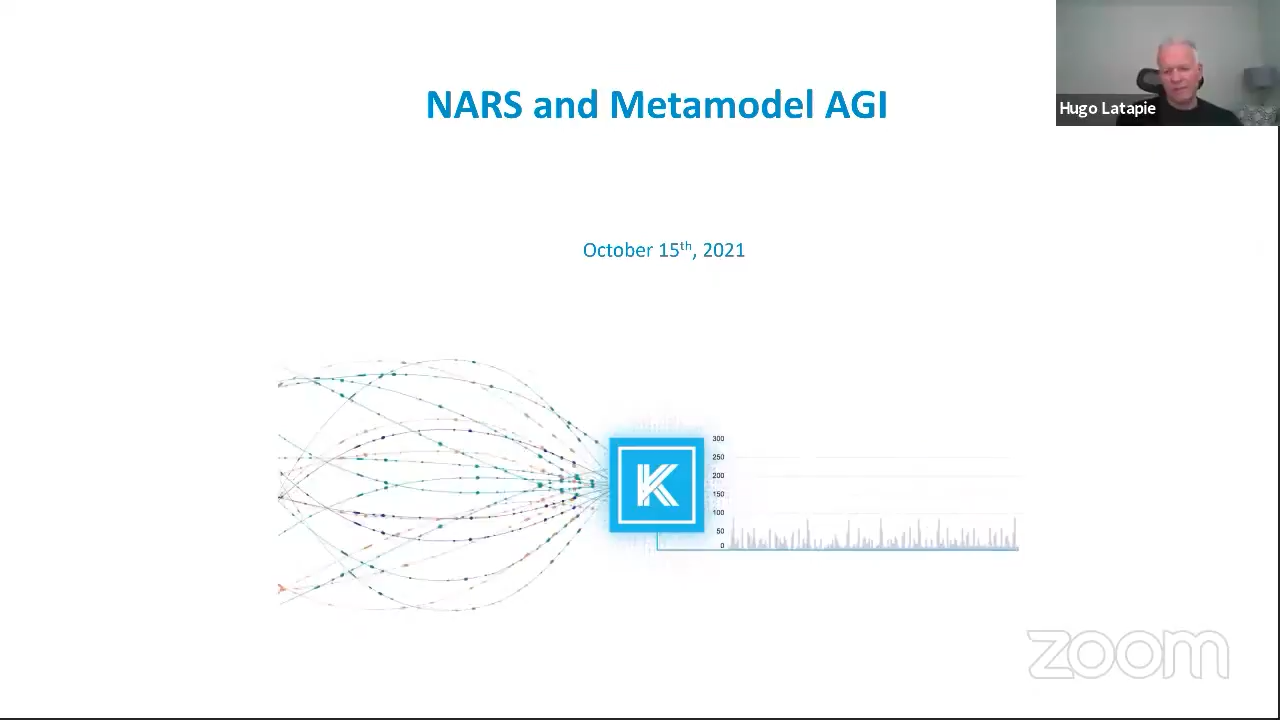 NARS and Metamodel AGI
Hugo Latapie
October 15th, 2021
K
300
250
200
150
100
50
0
zoom